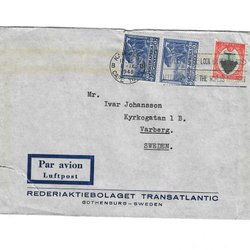 Mr.
Ivar Johansson
Kyrkogatan 1 B.
Varberg.
SWEDEN.
Par avion
Luftpost
REDERIAKTIEBOLAGET TRANSATLANTIC
GOTHENBURG - SWEDEN